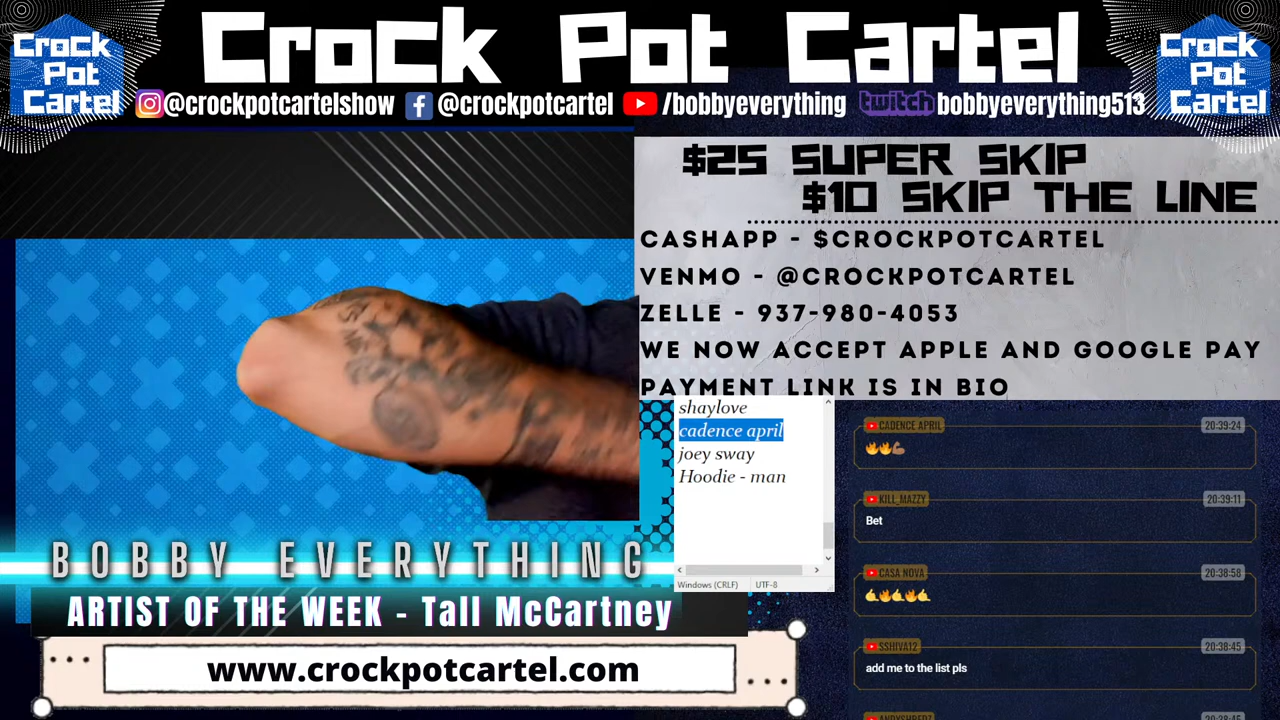 Crock Pot Cartel
Crock
Pot
Cartel
Crock
Pot
Cartel
@crockpotcartelshow @crockpotcartel /bobbyeverything twitch bobbyeverything513
$25 SUPER SKIP
$10 SKIP THE LINE
CASHAPP - $CROCKPOTCARTEL
VENMO - @CROCKPOTCARTEL
ZELLE - 937-980-4053
WE NOW ACCEPT APPLE AND GOOGLE PAY
PAYMENT LINK IS IN BIO
shaylove
cadence april
joey sway
Hoodie - man
Windows (CRLF) UTF-8
CADENCE APRIL 20:39:24
KILL_MAZZY 20:39:11
Bet
CASA NOVA 20:38:58
SSHIVA12 20:38:45
add me to the list pls
BOBBY EVERYTHING
ARTIST OF THE WEEK - Tall McCartney
www.crockpotcartel.com